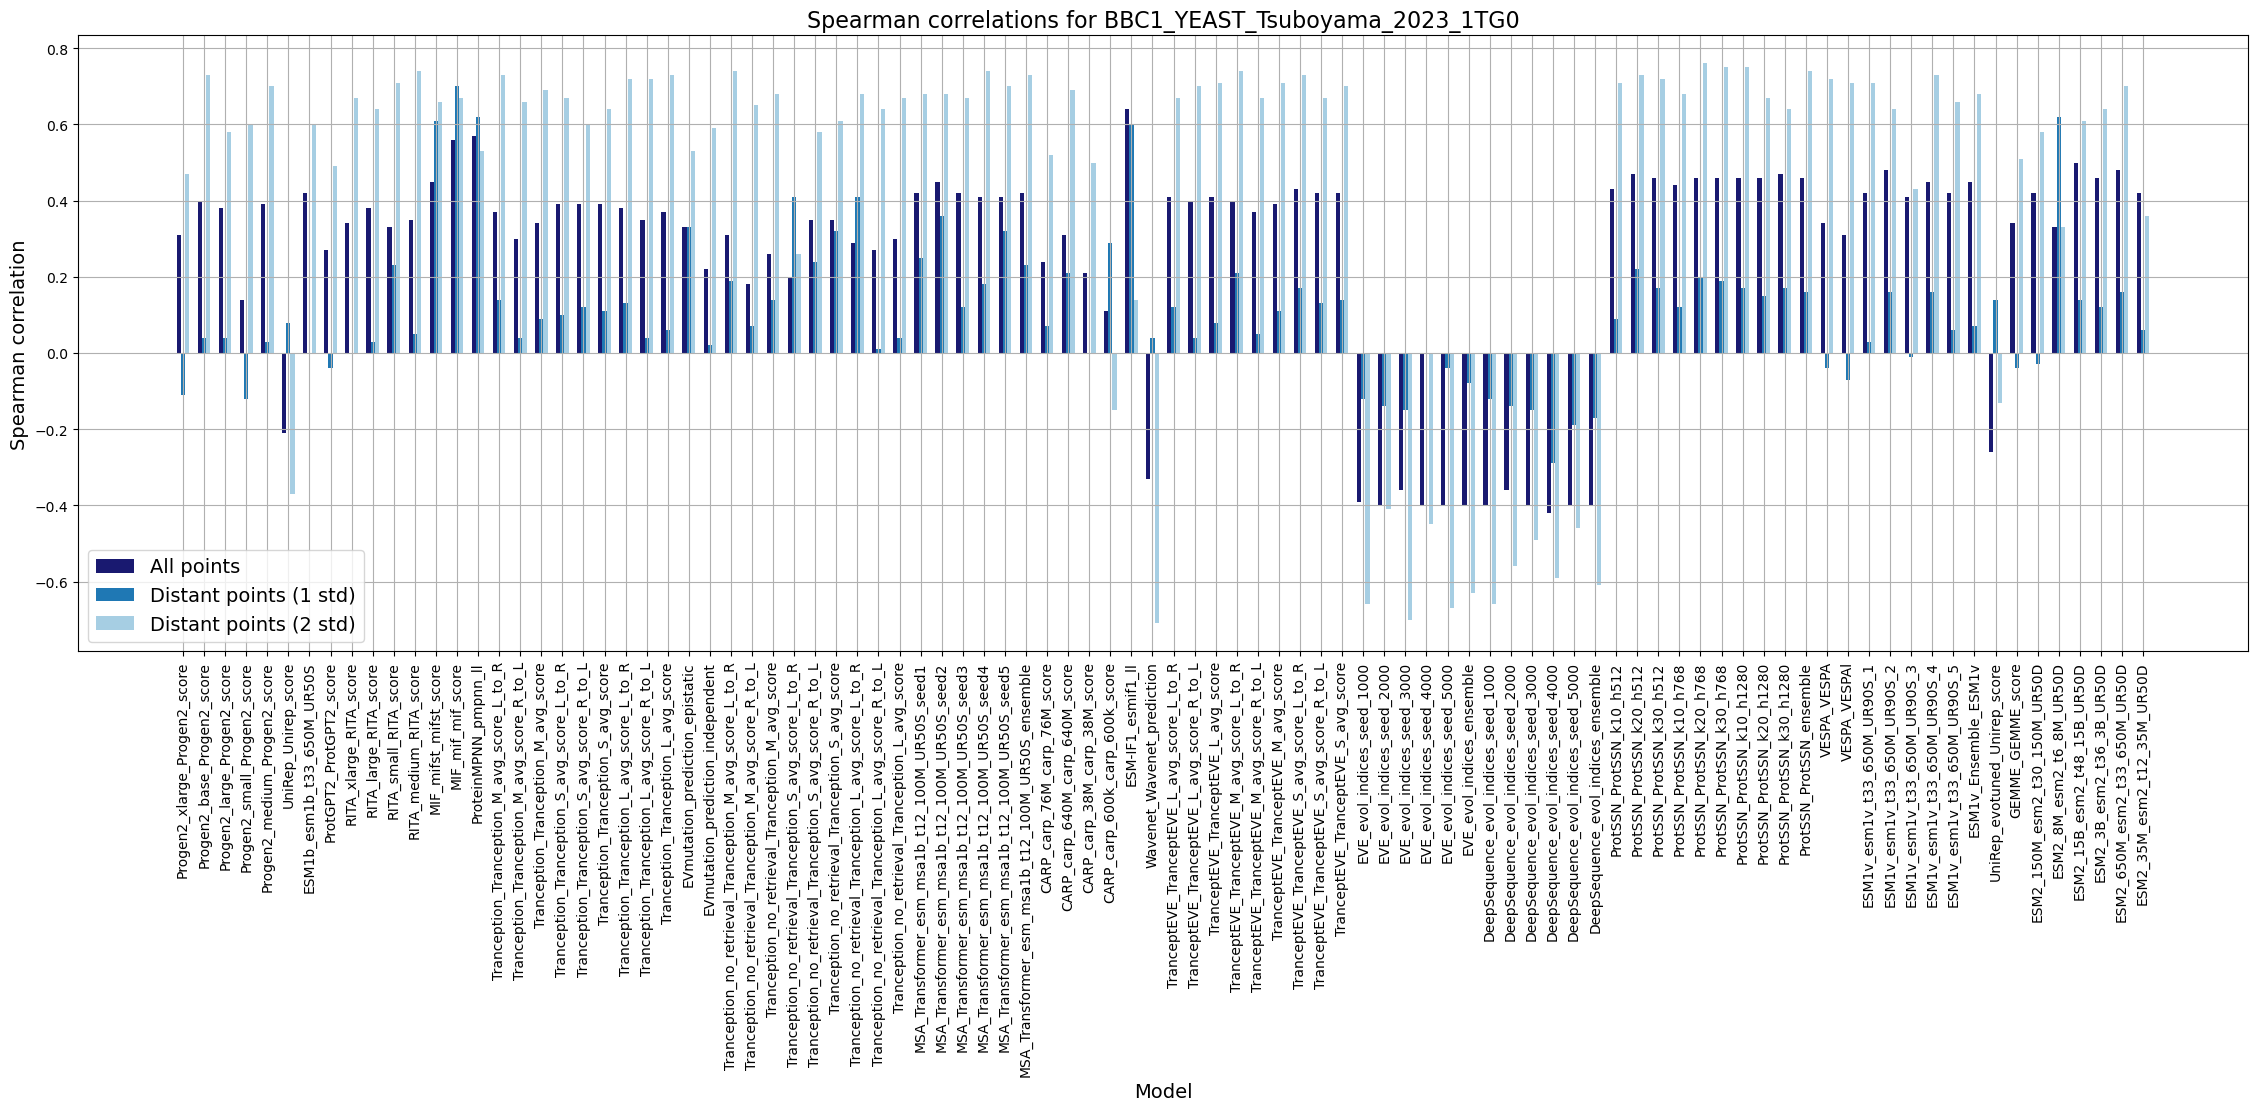 Spearman correlations for BBC1_YEAST_Tsuboyama_2023_1TG0
Spearman correlation
0.8
0.6
0.4
0.2
0.0
−0.2
−0.4
−0.6
All points
Distant points (1 std)
Distant points (2 std)
Progen2_xlarge_Progen2_score
Progen2_base_Progen2_score
Progen2_large_Progen2_score
Progen2_small_Progen2_score
Progen2_medium_Progen2_score
UniRep_Unirep_score
ESM1b_esm1b_t33_650M_UR50S
ProtGPT2_ProtGPT2_score
RITA_xlarge_RITA_score
RITA_large_RITA_score
RITA_small_RITA_score
RITA_medium_RITA_score
MIF_mifst_mifst_score
MIF_mif_mif_score
ProteinMPNN_pmpnn_ll
Tranception_Tranception_M_avg_score_L_to_R
Tranception_Tranception_M_avg_score_R_to_L
Tranception_Tranception_M_avg_score
Tranception_Tranception_S_avg_score_L_to_R
Tranception_Tranception_S_avg_score_R_to_L
Tranception_Tranception_S_avg_score
Tranception_Tranception_L_avg_score_L_to_R
Tranception_Tranception_L_avg_score_R_to_L
Tranception_Tranception_L_avg_score
EVmutation_prediction_epistatic
EVmutation_prediction_independent
Tranception_no_retrieval_Tranception_M_avg_score_L_to_R
Tranception_no_retrieval_Tranception_M_avg_score_R_to_L
Tranception_no_retrieval_Tranception_M_avg_score
Tranception_no_retrieval_Tranception_S_avg_score_L_to_R
Tranception_no_retrieval_Tranception_S_avg_score_R_to_L
Tranception_no_retrieval_Tranception_S_avg_score
Tranception_no_retrieval_Tranception_L_avg_score_L_to_R
Tranception_no_retrieval_Tranception_L_avg_score_R_to_L
Tranception_no_retrieval_Tranception_L_avg_score
MSA_Transformer_esm_msa1b_t12_100M_UR50S_seed1
MSA_Transformer_esm_msa1b_t12_100M_UR50S_seed2
MSA_Transformer_esm_msa1b_t12_100M_UR50S_seed3
MSA_Transformer_esm_msa1b_t12_100M_UR50S_seed4
MSA_Transformer_esm_msa1b_t12_100M_UR50S_seed5
MSA_Transformer_esm_msa1b_t12_100M_UR50S_ensemble
CARP_carp_76M_carp_76M_score
CARP_carp_640M_carp_640M_score
CARP_carp_38M_carp_38M_score
CARP_carp_600k_carp_600k_score
ESM-IF1_esmif1_ll
Wavenet_Wavenet_prediction
TranceptEVE_TranceptEVE_L_avg_score_L_to_R
TranceptEVE_TranceptEVE_L_avg_score_R_to_L
TranceptEVE_TranceptEVE_L_avg_score
TranceptEVE_TranceptEVE_M_avg_score_L_to_R
TranceptEVE_TranceptEVE_M_avg_score_R_to_L
TranceptEVE_TranceptEVE_M_avg_score
TranceptEVE_TranceptEVE_S_avg_score_L_to_R
TranceptEVE_TranceptEVE_S_avg_score_R_to_L
TranceptEVE_TranceptEVE_S_avg_score
EVE_evol_indices_seed_1000
EVE_evol_indices_seed_2000
EVE_evol_indices_seed_3000
EVE_evol_indices_seed_4000
EVE_evol_indices_seed_5000
EVE_evol_indices_ensemble
DeepSequence_evol_indices_seed_1000
DeepSequence_evol_indices_seed_2000
DeepSequence_evol_indices_seed_3000
DeepSequence_evol_indices_seed_4000
DeepSequence_evol_indices_seed_5000
DeepSequence_evol_indices_ensemble
ProtSSN_ProtSSN_k10_h512
ProtSSN_ProtSSN_k20_h512
ProtSSN_ProtSSN_k30_h512
ProtSSN_ProtSSN_k10_h768
ProtSSN_ProtSSN_k20_h768
ProtSSN_ProtSSN_k30_h768
ProtSSN_ProtSSN_k10_h1280
ProtSSN_ProtSSN_k20_h1280
ProtSSN_ProtSSN_k30_h1280
ProtSSN_ProtSSN_ensemble
VESPA_VESPA
VESPA_VESPAl
ESM1v_esm1v_t33_650M_UR90S_1
ESM1v_esm1v_t33_650M_UR90S_2
ESM1v_esm1v_t33_650M_UR90S_3
ESM1v_esm1v_t33_650M_UR90S_4
ESM1v_esm1v_t33_650M_UR90S_5
ESM1v_Ensemble_ESM1v
UniRep_evotuned_Unirep_score
GEMME_GEMME_score
ESM2_150M_esm2_t30_150M_UR50D
ESM2_8M_esm2_t6_8M_UR50D
ESM2_15B_esm2_t48_15B_UR50D
ESM2_3B_esm2_t36_3B_UR50D
ESM2_650M_esm2_t33_650M_UR50D
ESM2_35M_esm2_t12_35M_UR50D
Model